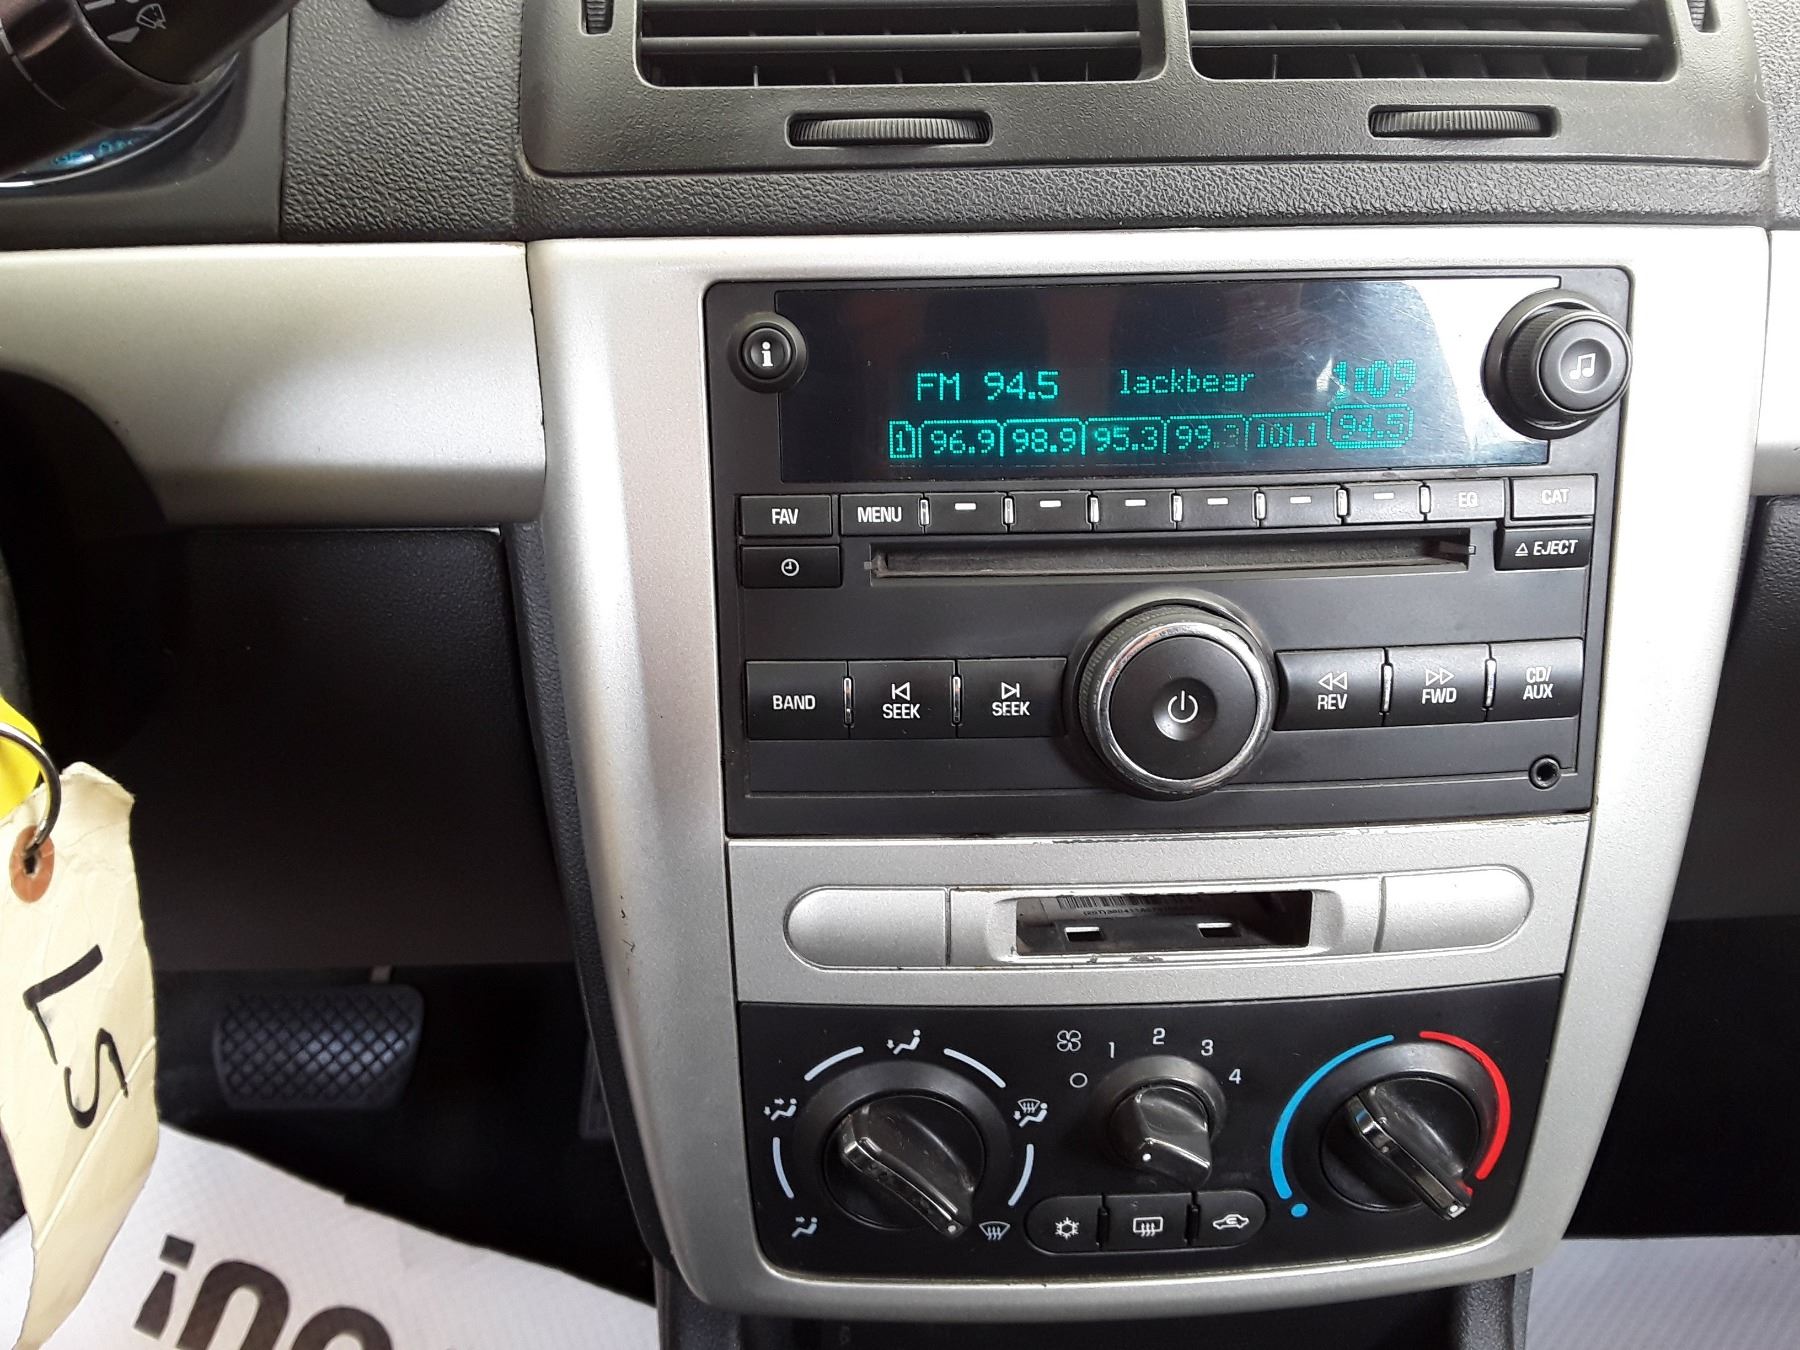 FM 94.5 lackbear 1:09
1 96.9 98.9 95.3 99.3 101.1 94.5
FAV MENU EQ CAT
EJECT
BAND SEEK SEEK REV FWD CD/
AUX
1 2 3 4
LS